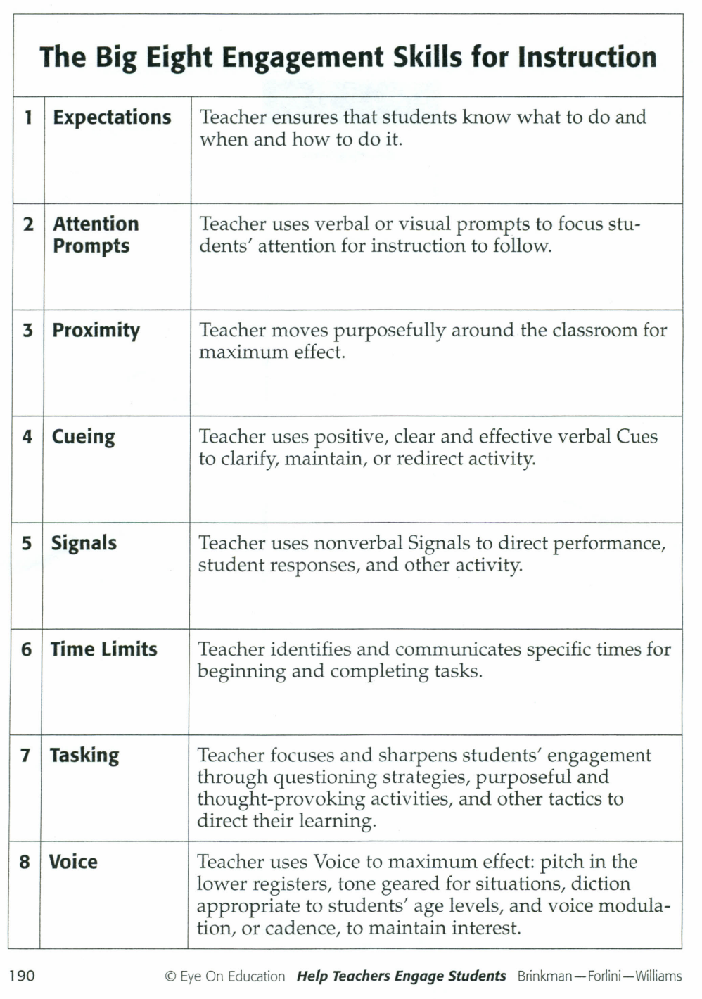 The Big Eight Engagement Skills for Instruction
1 Expectations Teacher ensures that students know what to do and
when and how to do it.
2 Attention Teacher uses verbal or visual prompts to focus stu-
Prompts dents' attention for instruction to follow.
3 Proximity Teacher moves purposefully around the classroom for
maximum effect.
4 Cueing Teacher uses positive, clear and effective verbal Cues
to clarify, maintain, or redirect activity.
5 Signals Teacher uses nonverbal Signals to direct performance,
student responses, and other activity.
6 Time Limits Teacher identifies and communicates specific times for
beginning and completing tasks.
7 Tasking Teacher focuses and sharpens students' engagement
through questioning strategies, purposeful and
thought-provoking activities, and other tactics to
direct their learning.
8 Voice Teacher uses Voice to maximum effect: pitch in the
lower registers, tone geared for situations, diction
appropriate to students' age levels, and voice modula-
tion, or cadence, to maintain interest.
190 © Eye On Education Help Teachers Engage Students Brinkman—Forlini—Williams